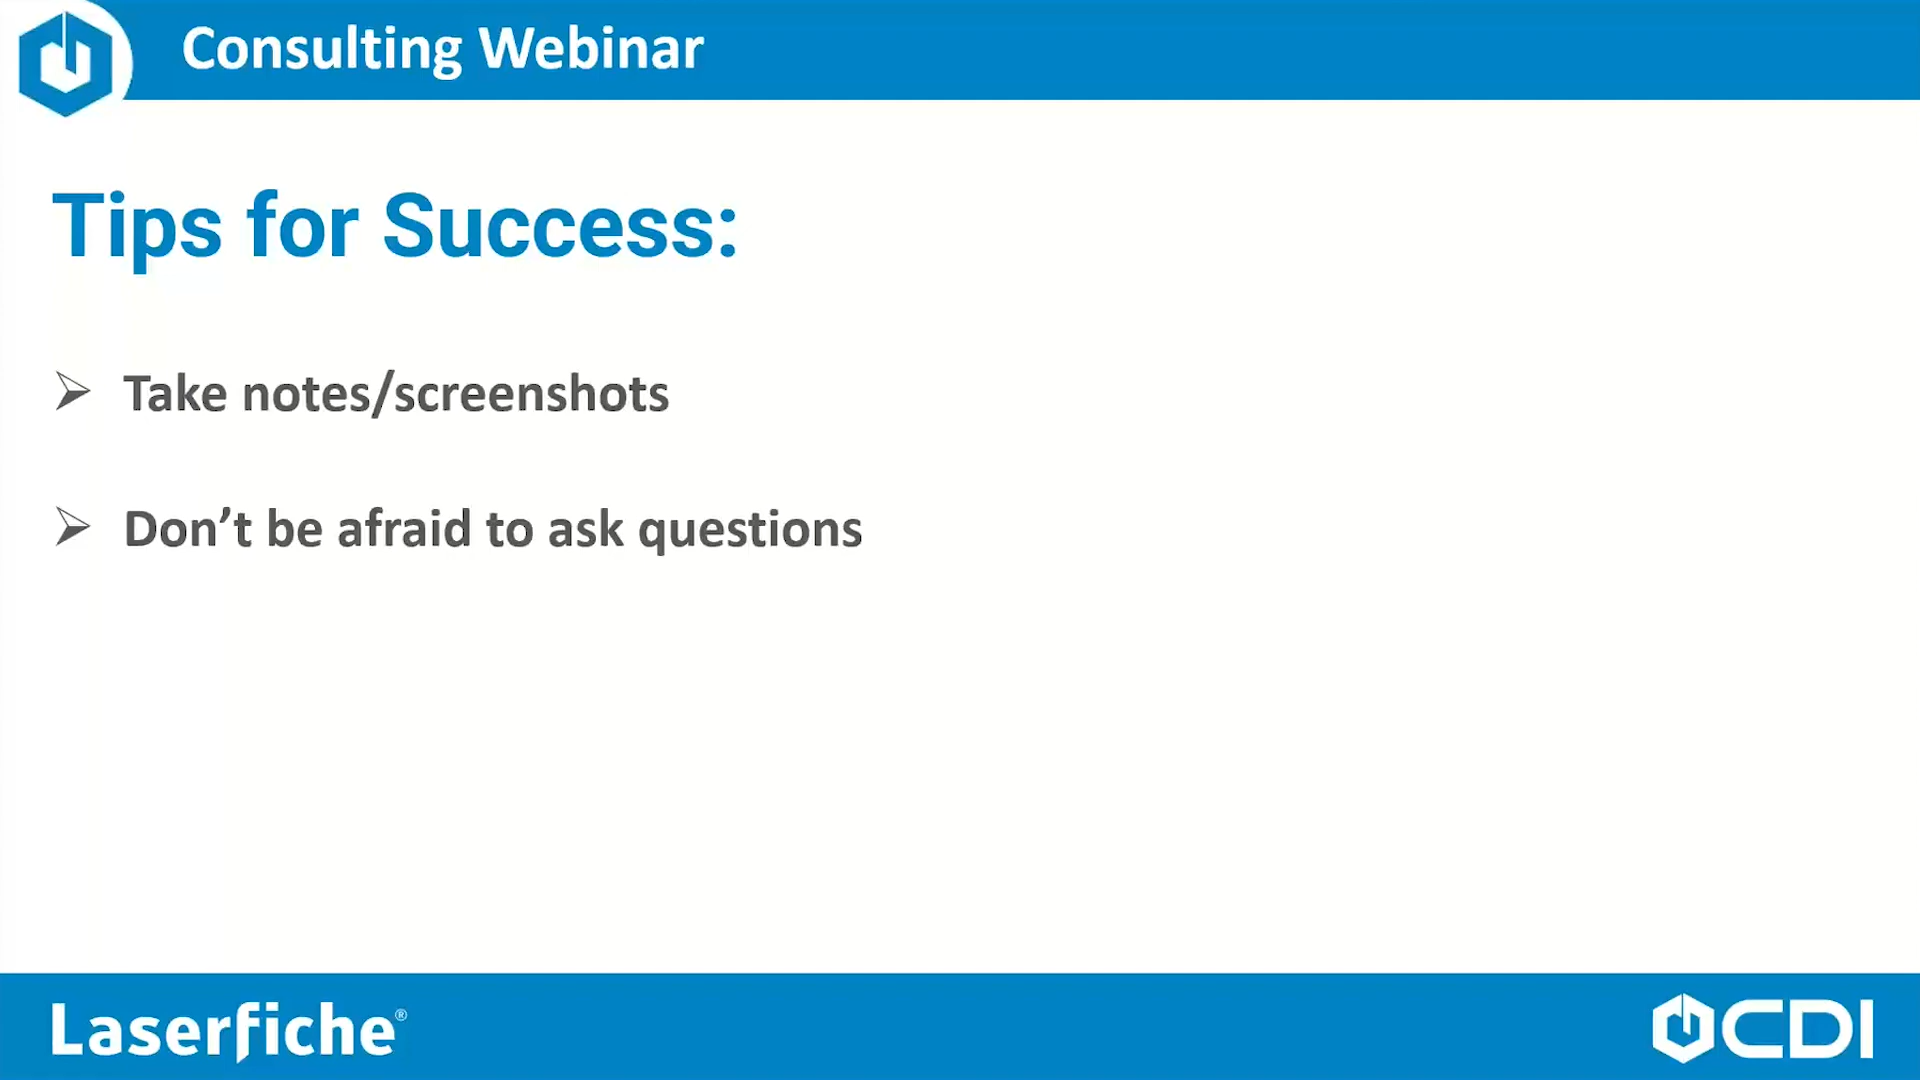 Consulting Webinar
Tips for Success:
➢ Take notes/screenshots
➢ Don’t be afraid to ask questions
Laserfiche®
CDI